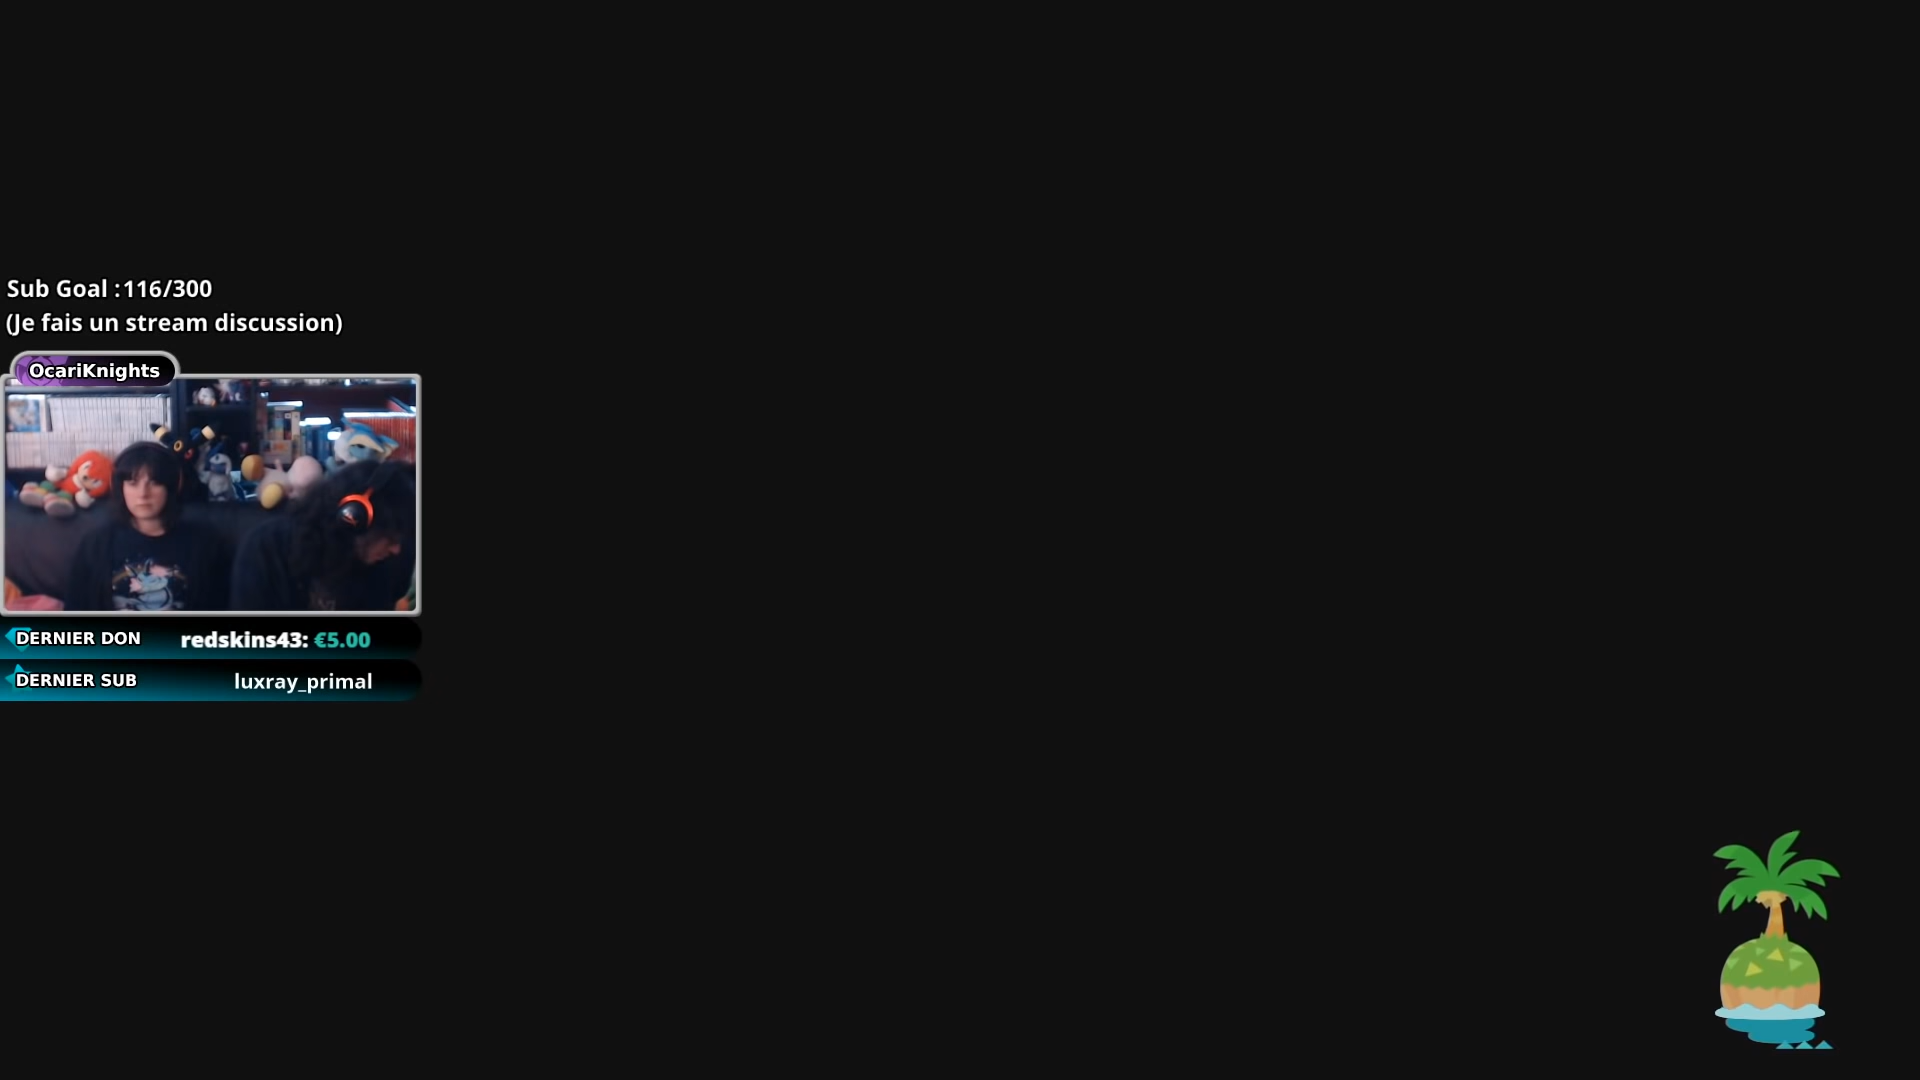 Sub Goal :116/300
(Je fais un stream discussion)
OcariKnights
DERNIER DON redskins43: €5.00
DERNIER SUB luxray_primal